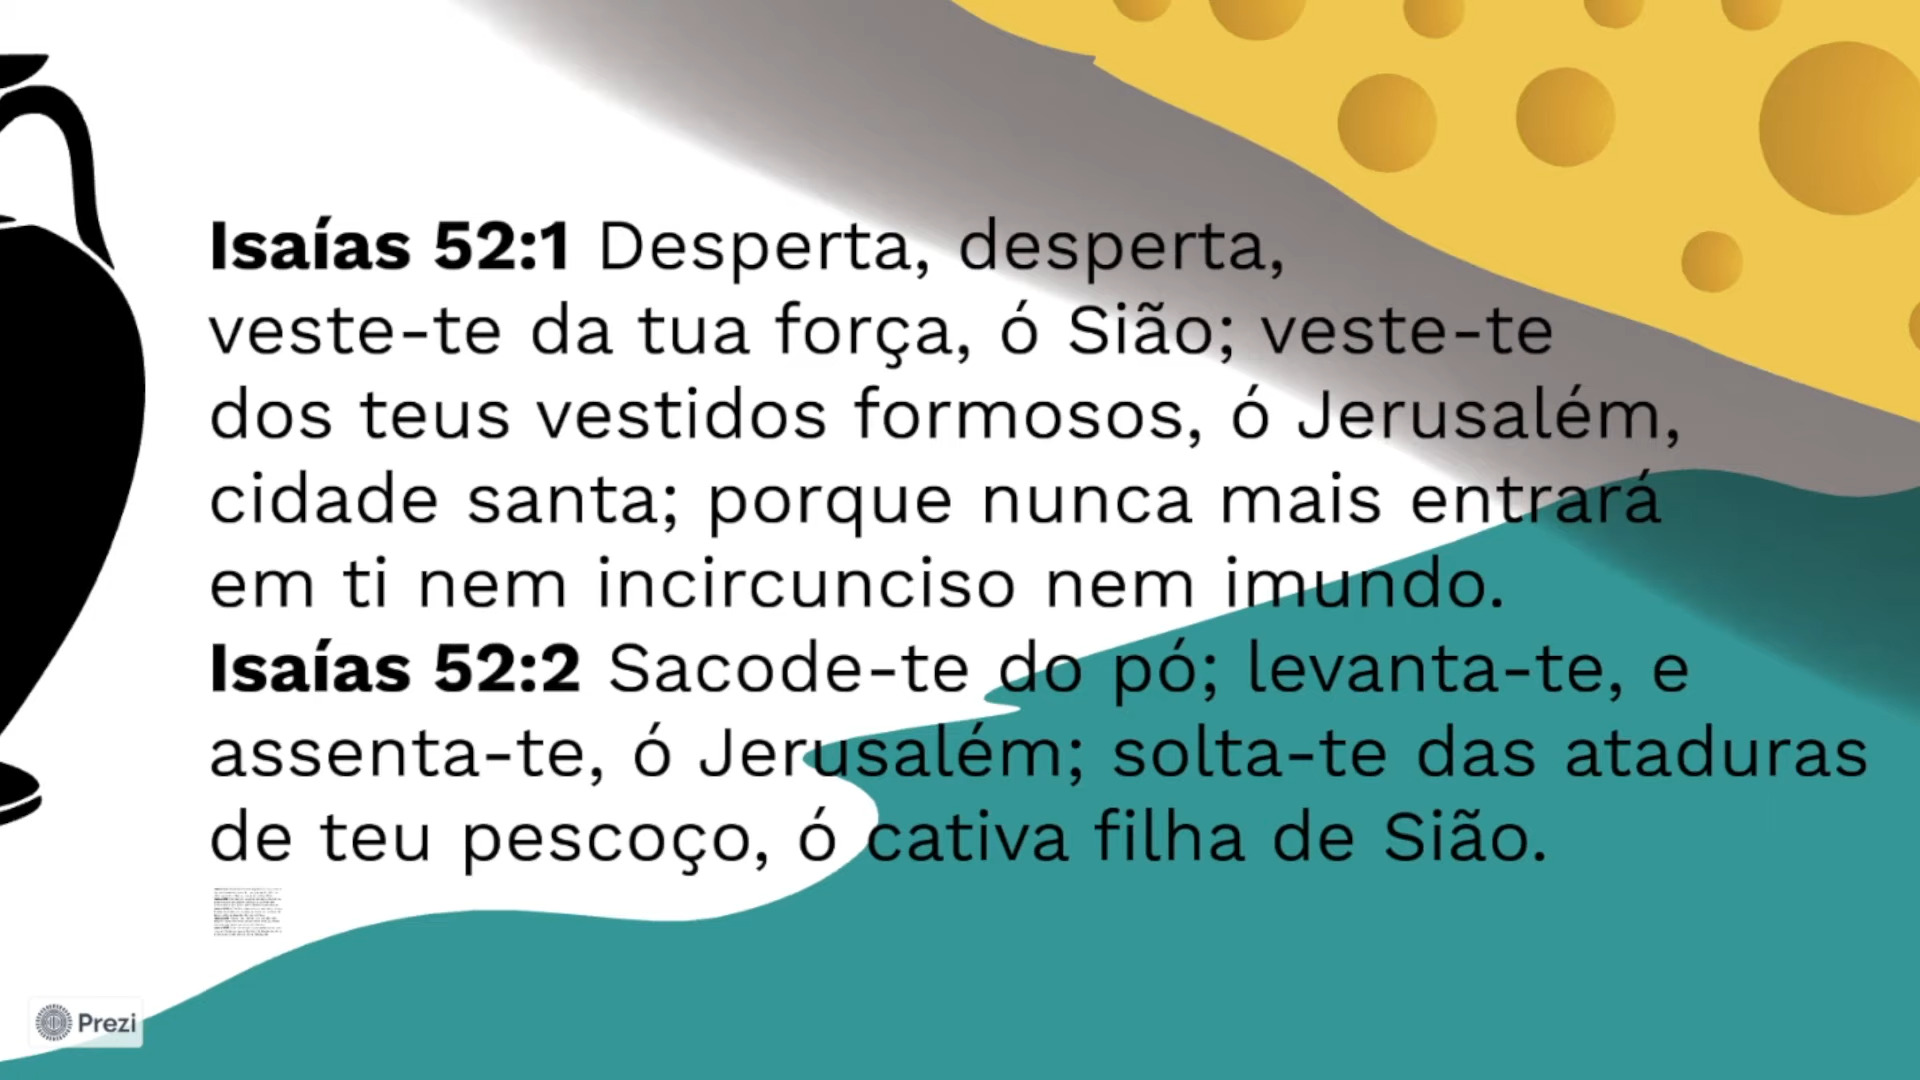 Isaías 52:1 Desperta, desperta,
veste-te da tua força, ó Sião; veste-te
dos teus vestidos formosos, ó Jerusalém,
cidade santa; porque nunca mais entrará
em ti nem incircunciso nem imundo.
Isaías 52:2 Sacode-te do pó; levanta-te, e
assenta-te, ó Jerusalém; solta-te das ataduras
de teu pescoço, ó cativa filha de Sião.
Prezi